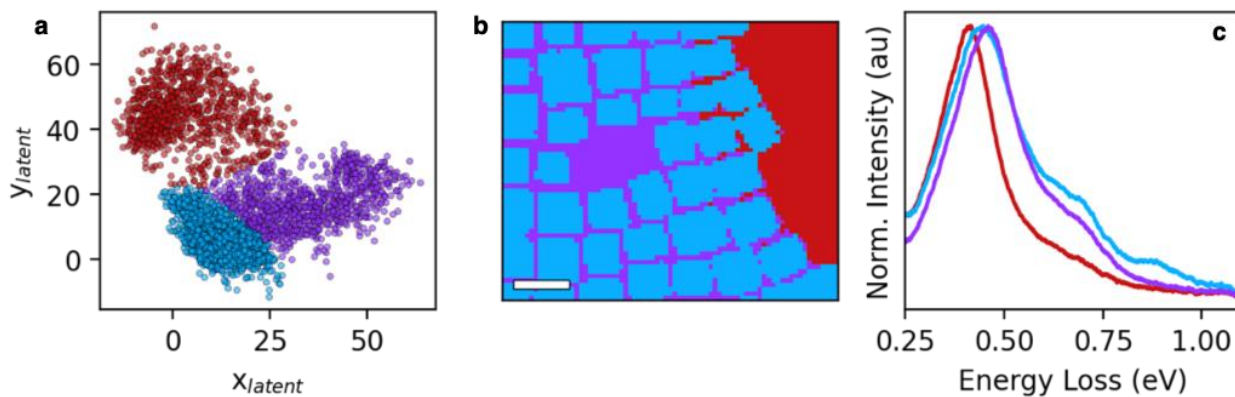 a
60
40
20
0
y_latent
0 25 50
x_latent
b
c
Norm. Intensity (au)
0.25 0.50 0.75 1.00
Energy Loss (eV)